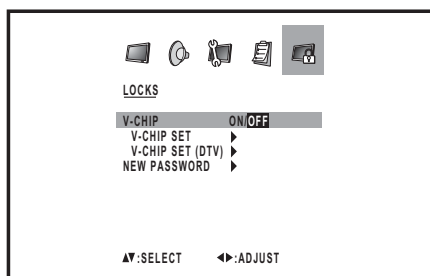 LOCKS
V-CHIP ON/OFF
V-CHIP SET ▶
V-CHIP SET (DTV) ▶
NEW PASSWORD ▶
▲▼:SELECT ◀▶:ADJUST